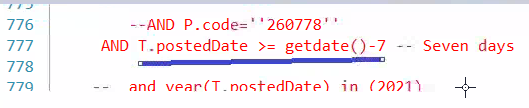 776 --AND P.code=''260778''
777 AND T.postedDate >= getdate()-7 -- Seven days
778
779 -- and year(T.postedDate) in (2021)